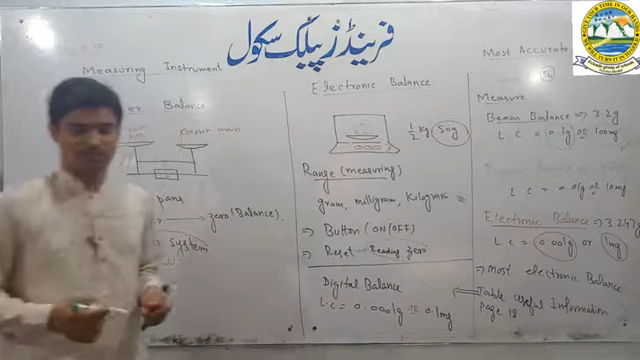 فرینڈز پبلک سکول
Measuring Instrument
Balance
Known mass
pans
zero (Balance).
System
Electronic Balance
1/2 kg 50g
Range (measuring)
gram, milligram, kilogram
⇒ Button (ON/OFF)
⇒ Reset → Reading zero
Digital Balance
L.C = 0.0001g or 0.1mg
Most Accurate
Measure
Beam Balance ⇒ 3.2g
L.C = 0.1g or 100mg
L.C = 0.01g or 10mg
Electronic Balance ⇒ 3.247g
L.C = 0.001g or 1mg
⇒ Most electronic Balance
Table useful Information
Page 18